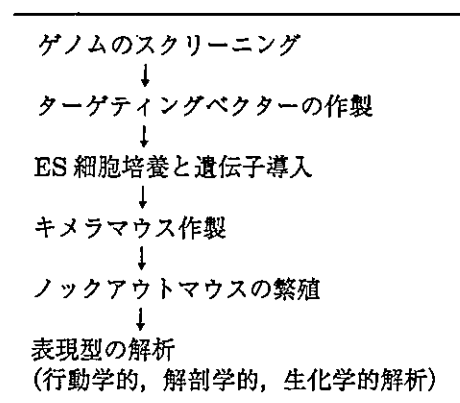 ゲノムのスクリーニング
↓
ターゲティングベクターの作製
↓
ES 細胞培養と遺伝子導入
↓
キメラマウス作製
↓
ノックアウトマウスの繁殖
↓
表現型の解析
(行動学的, 解剖学的, 生化学的解析)